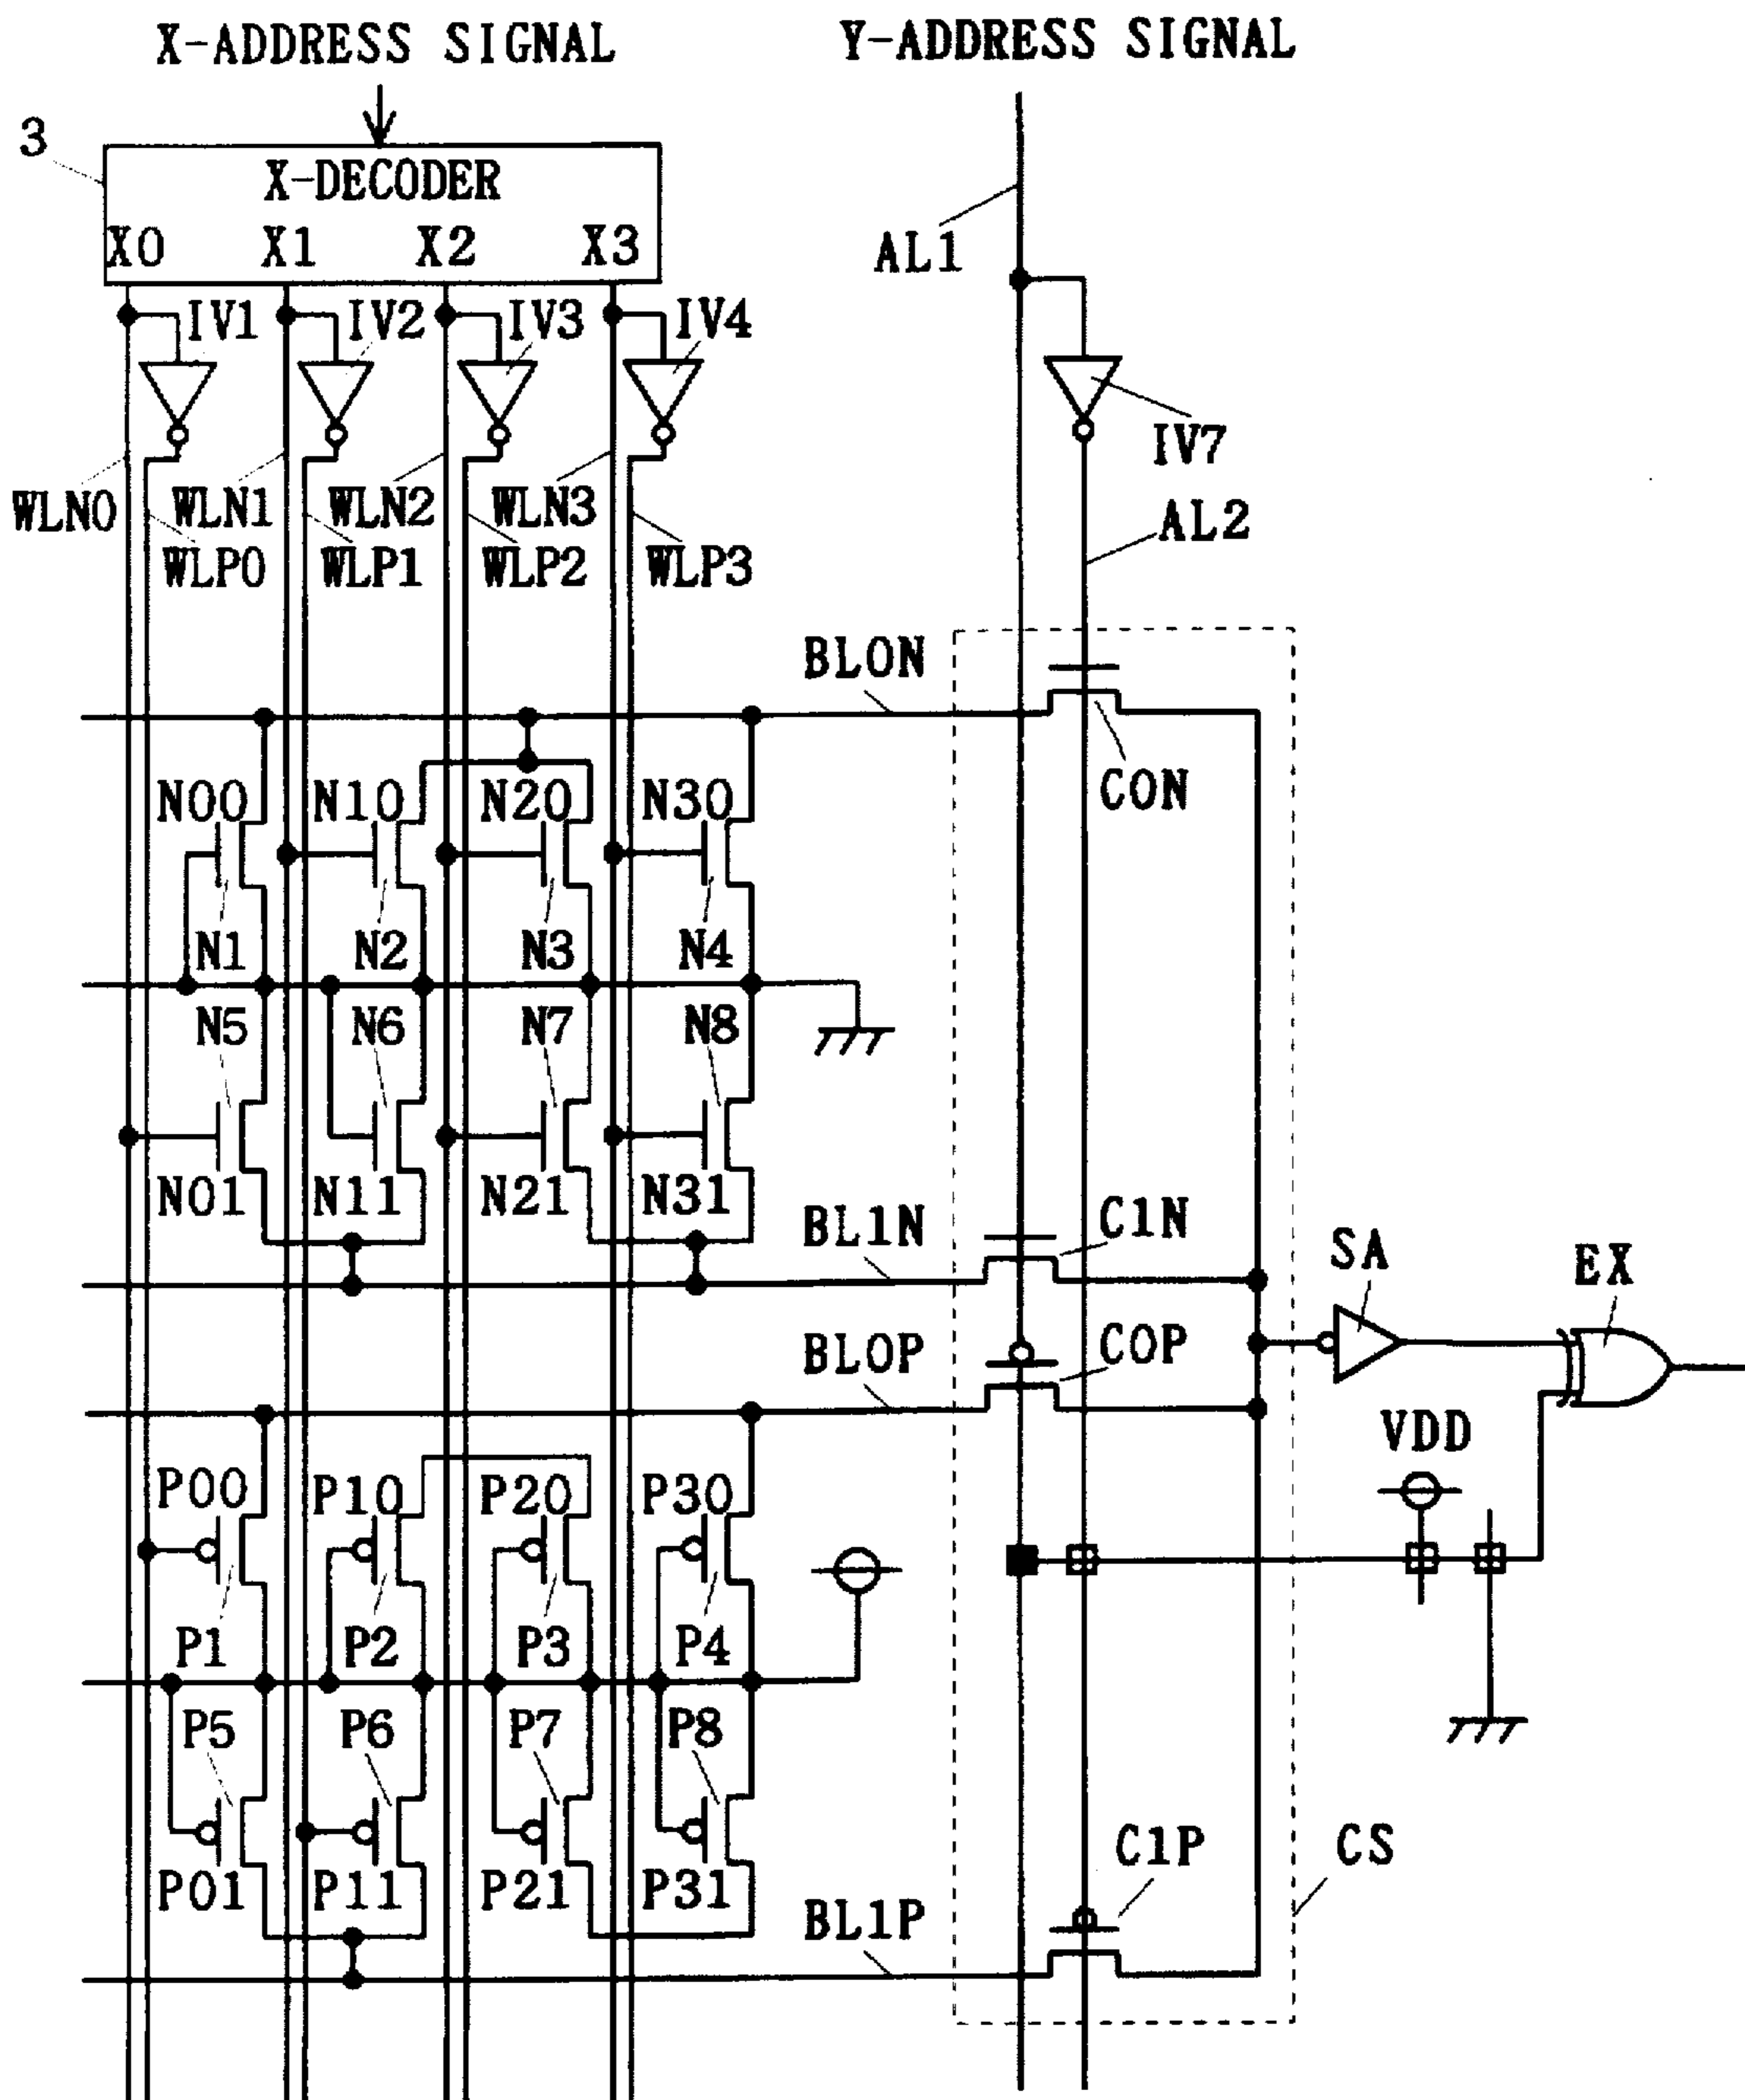 X-ADDRESS SIGNAL
Y-ADDRESS SIGNAL
3
X-DECODER
X0 X1 X2 X3
AL1
IV1 IV2 IV3 IV4
IV7
WLN0 WLN1 WLN2 WLN3
AL2
WLP0 WLP1 WLP2 WLP3
BL0N
C0N
N00 N10 N20 N30
N1 N2 N3 N4
N5 N6 N7 N8
N01 N11 N21 N31
BL1N
C1N
SA
EX
BL0P
C0P
VDD
P00 P10 P20 P30
P1 P2 P3 P4
P5 P6 P7 P8
P01 P11 P21 P31
C1P
CS
BL1P